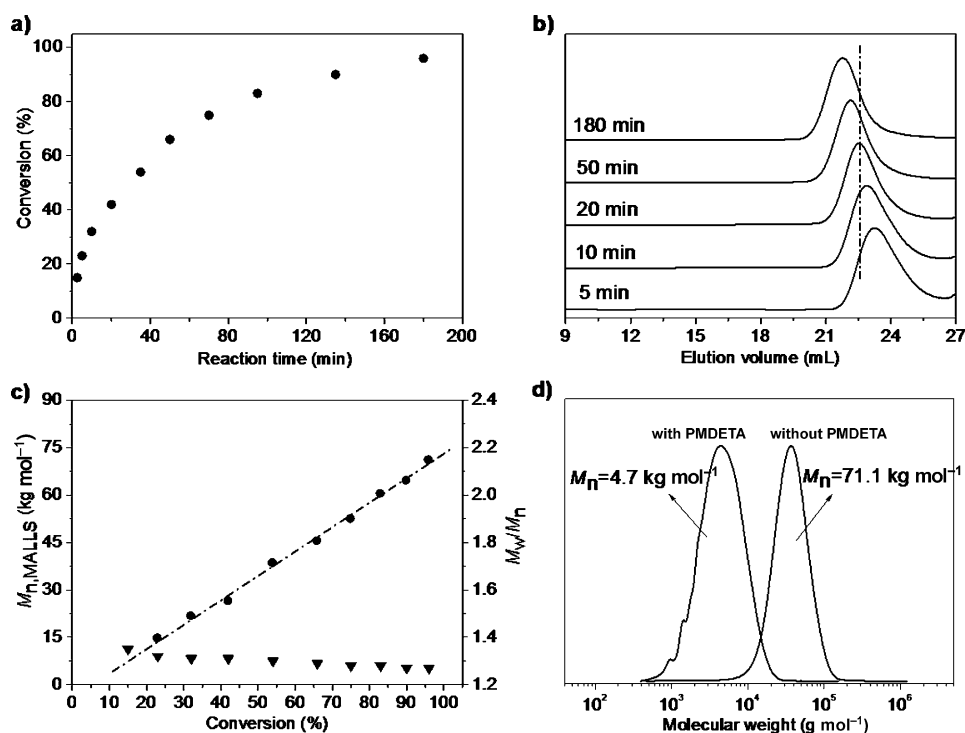 a)
100
80
60
40
20
0
Conversion (%)
0 40 80 120 160 200
Reaction time (min)
b)
180 min
50 min
20 min
10 min
5 min
9 12 15 18 21 24 27
Elution volume (mL)
c)
90
75
60
45
30
15
0
Mn,MALLS (kg mol−1)
2.4
2.2
2.0
1.8
1.6
1.4
1.2
Mw/Mn
0 10 20 30 40 50 60 70 80 90 100
Conversion (%)
d)
with PMDETA without PMDETA
Mn=4.7 kg mol−1 Mn=71.1 kg mol−1
10² 10³ 10⁴ 10⁵ 10⁶
Molecular weight (g mol−1)